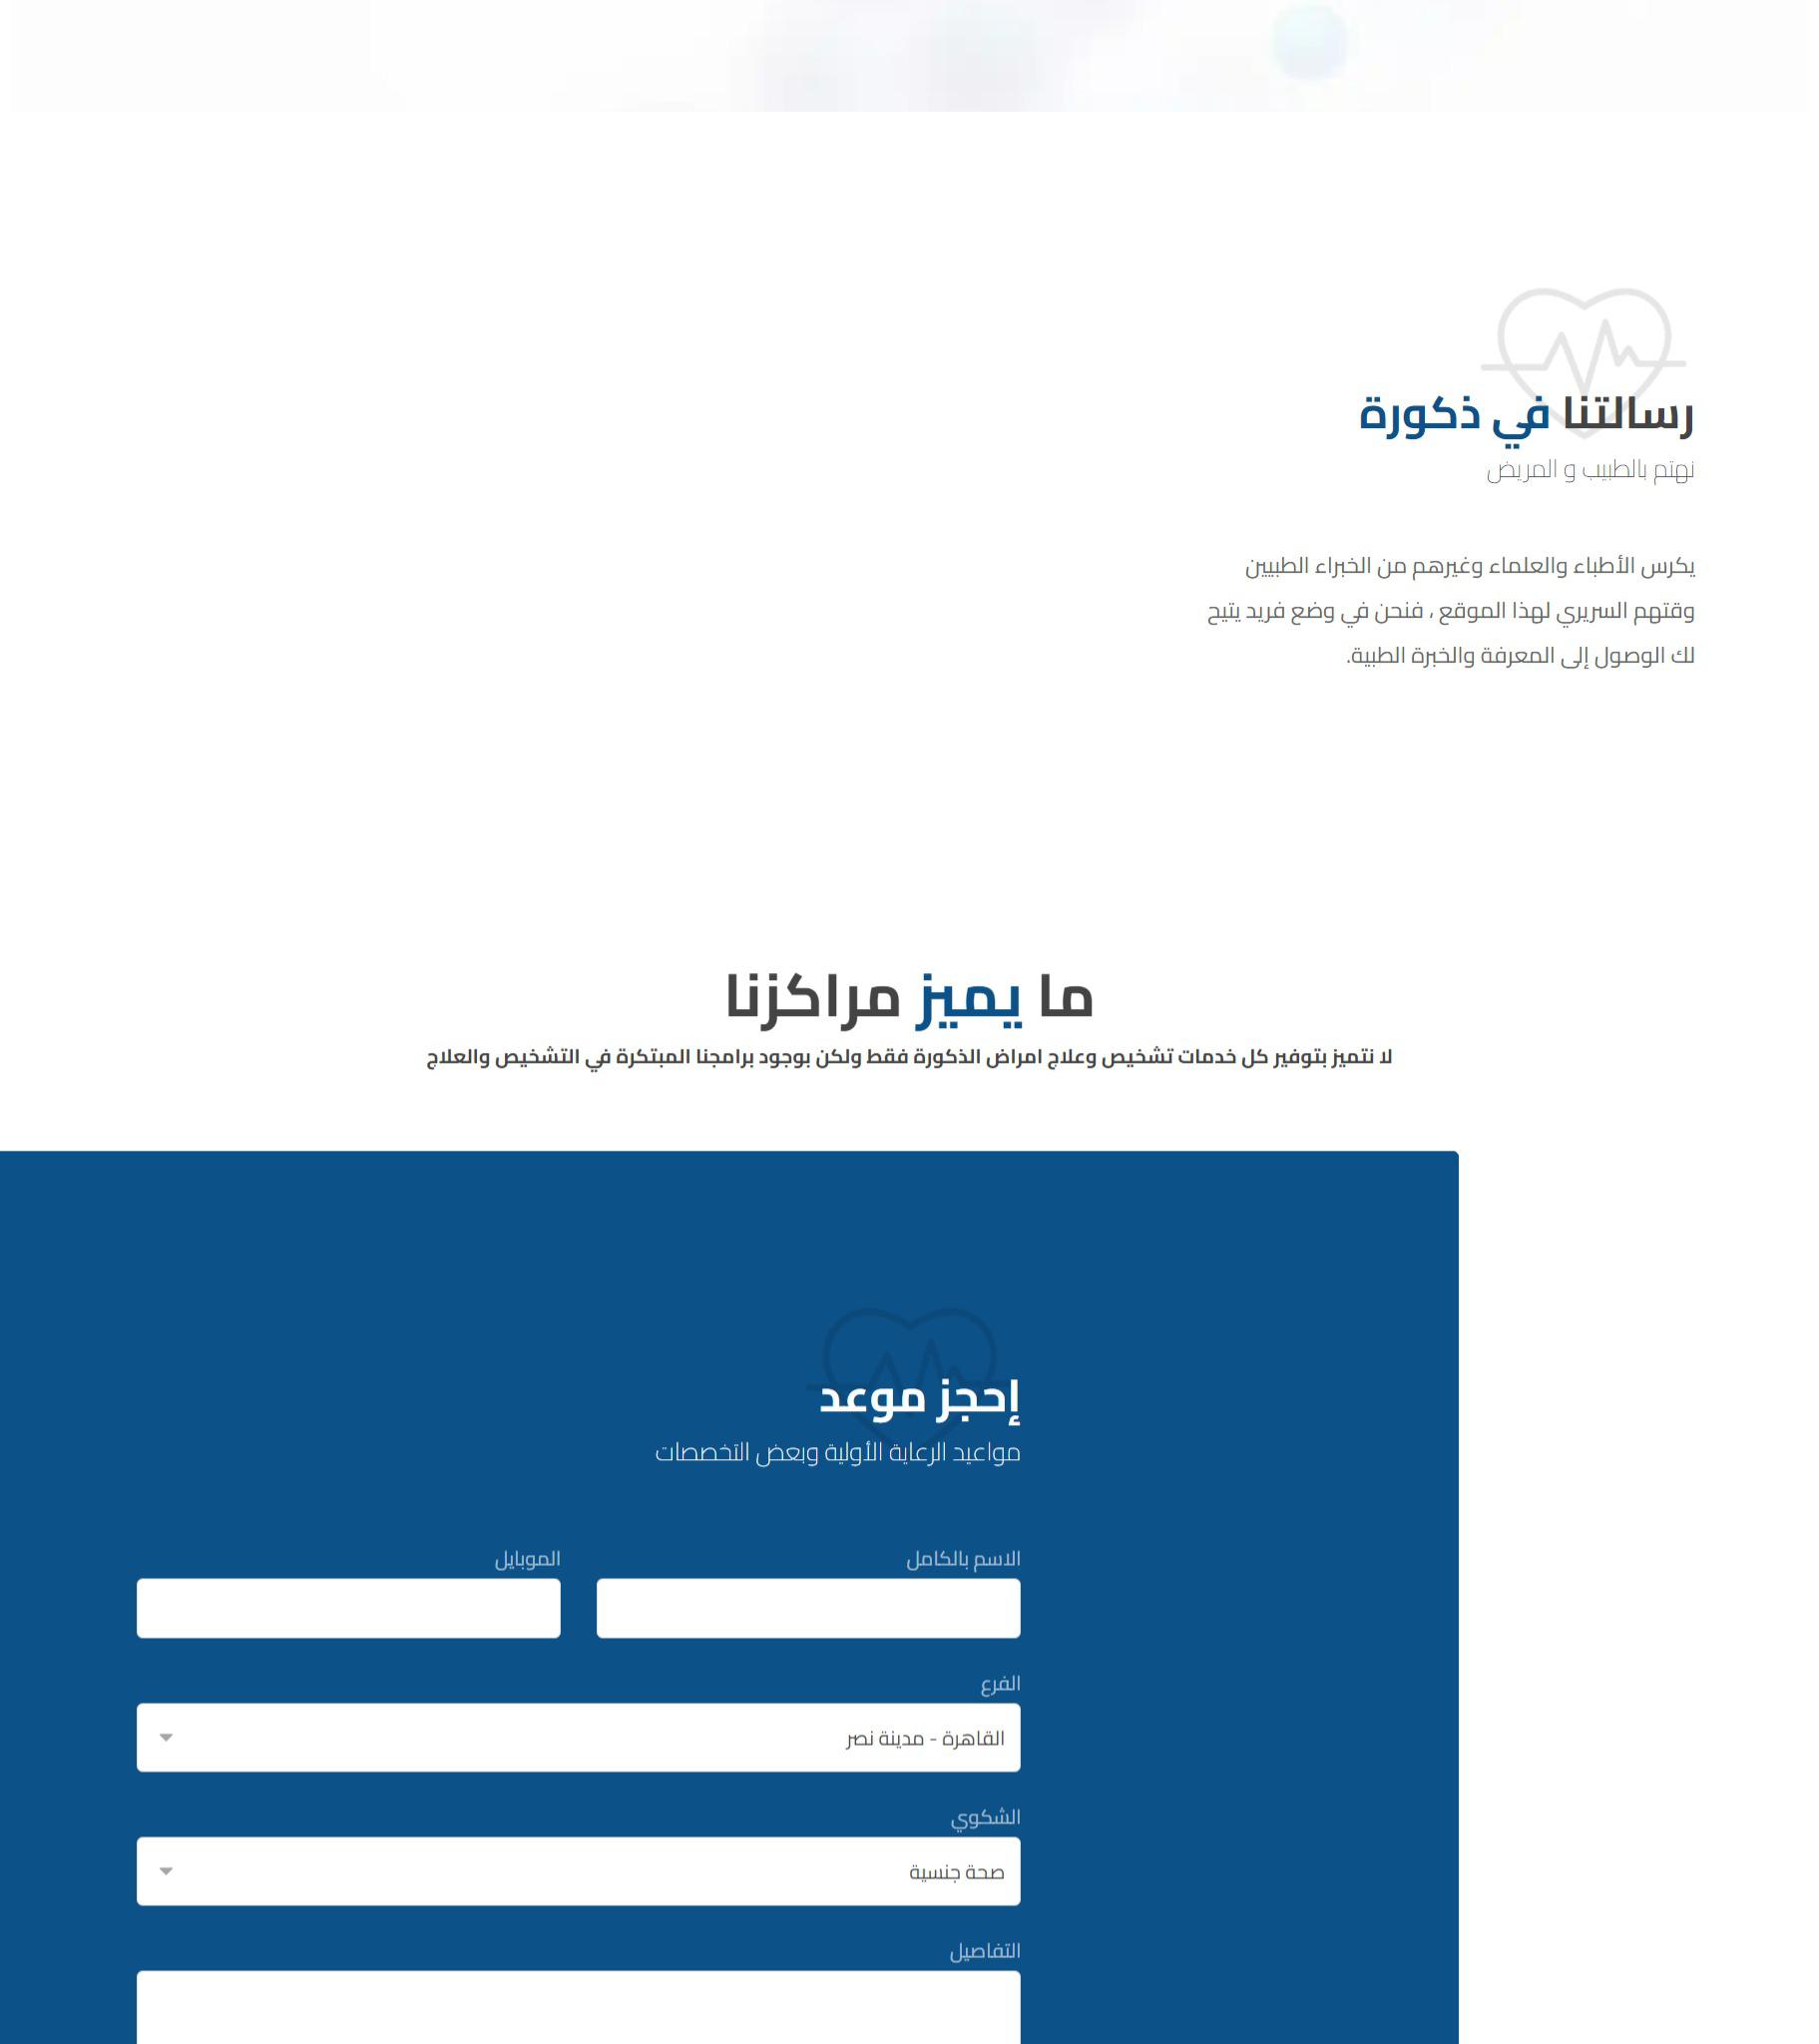 رسالتنا في ذكورة
نهتم بالطبيب و المريض
يكرس الأطباء والعلماء وغيرهم من الخبراء الطبيين
وقتهم السريري لهذا الموقع ، فنحن في وضع فريد يتيح
لك الوصول إلى المعرفة والخبرة الطبية.
ما يميز مراكزنا
لا نتميز بتوفير كل خدمات تشخيص وعلاج امراض الذكورة فقط ولكن بوجود برامجنا المبتكرة في التشخيص والعلاج
إحجز موعد
مواعيد الرعاية الأولية وبعض التخصصات
الاسم بالكامل
الموبايل
الفرع
القاهرة - مدينة نصر
الشكوي
صحة جنسية
التفاصيل